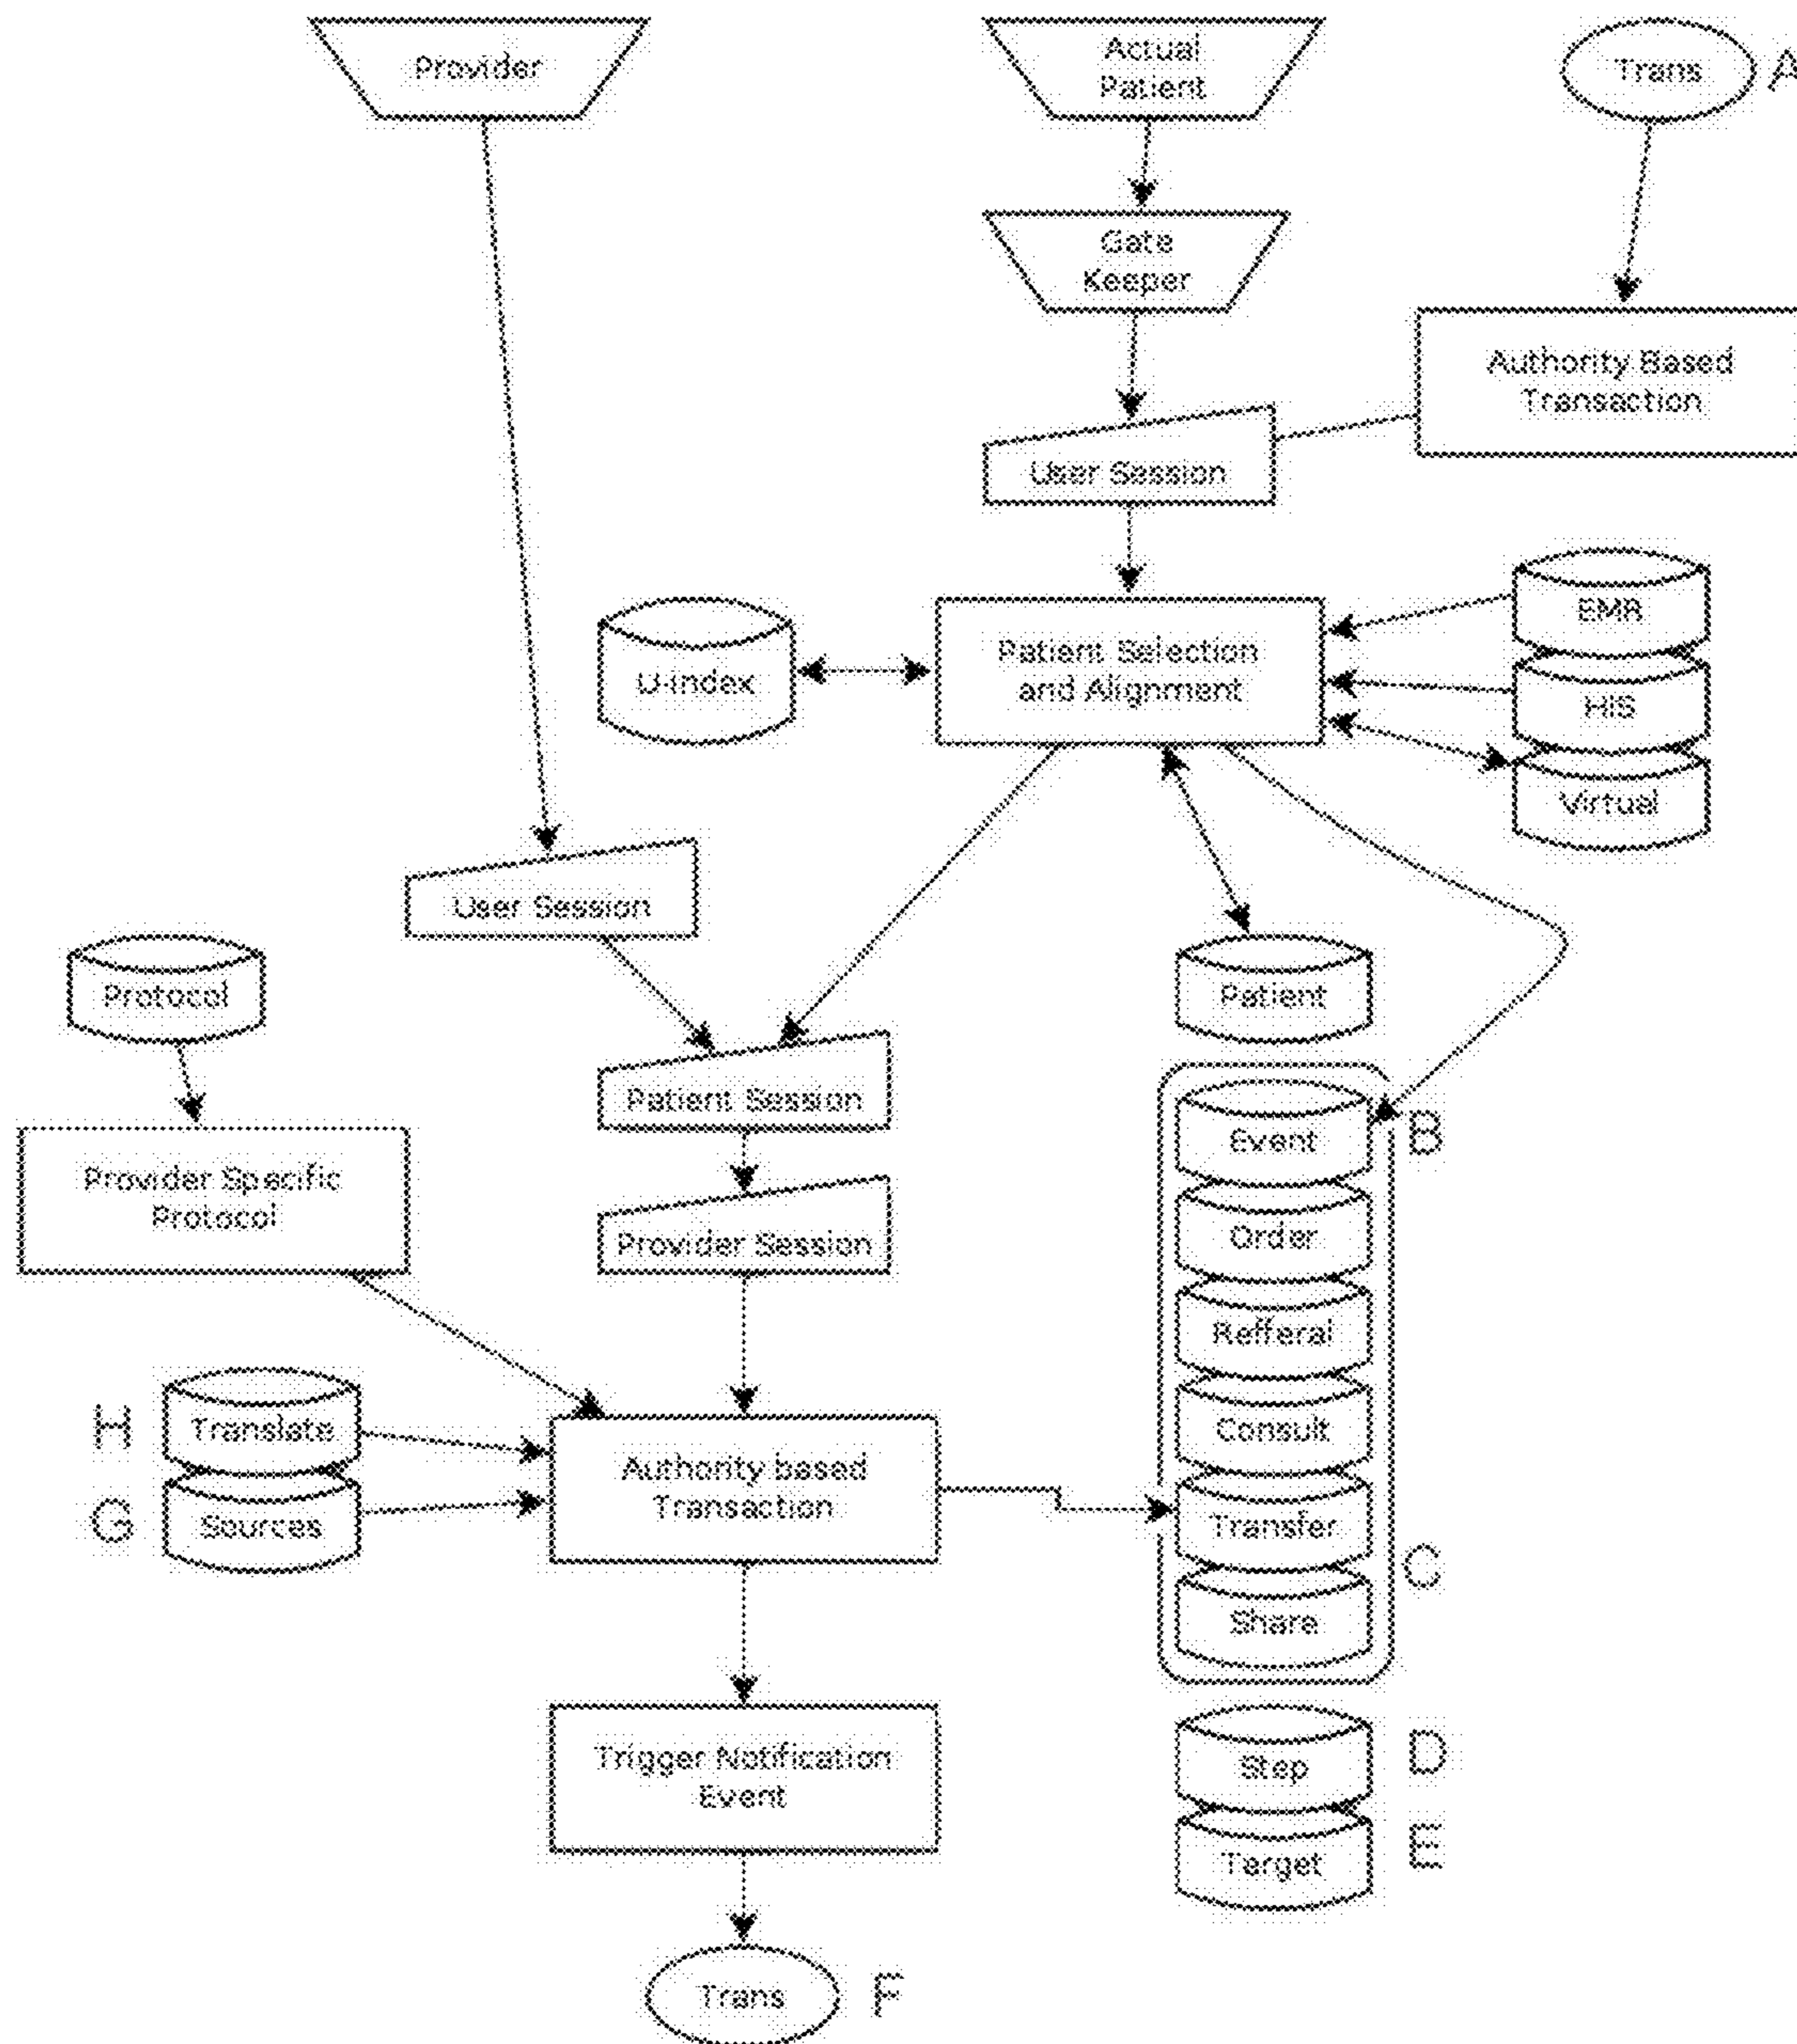 Provider
Actual
Patient
Trans
A
Gate
Keeper
Authority Based
Transaction
User Session
EMR
HIS
Virtual
U-index
Patient Selection
and Alignment
User Session
Protocol
Patient
Patient Session
Provider Specific
Protocol
Provider Session
Event
B
Order
Refferal
Consult
Transfer
C
Share
H
Translate
G
Sources
Authority based
Transaction
Trigger Notification
Event
Step
D
Target
E
Trans
F